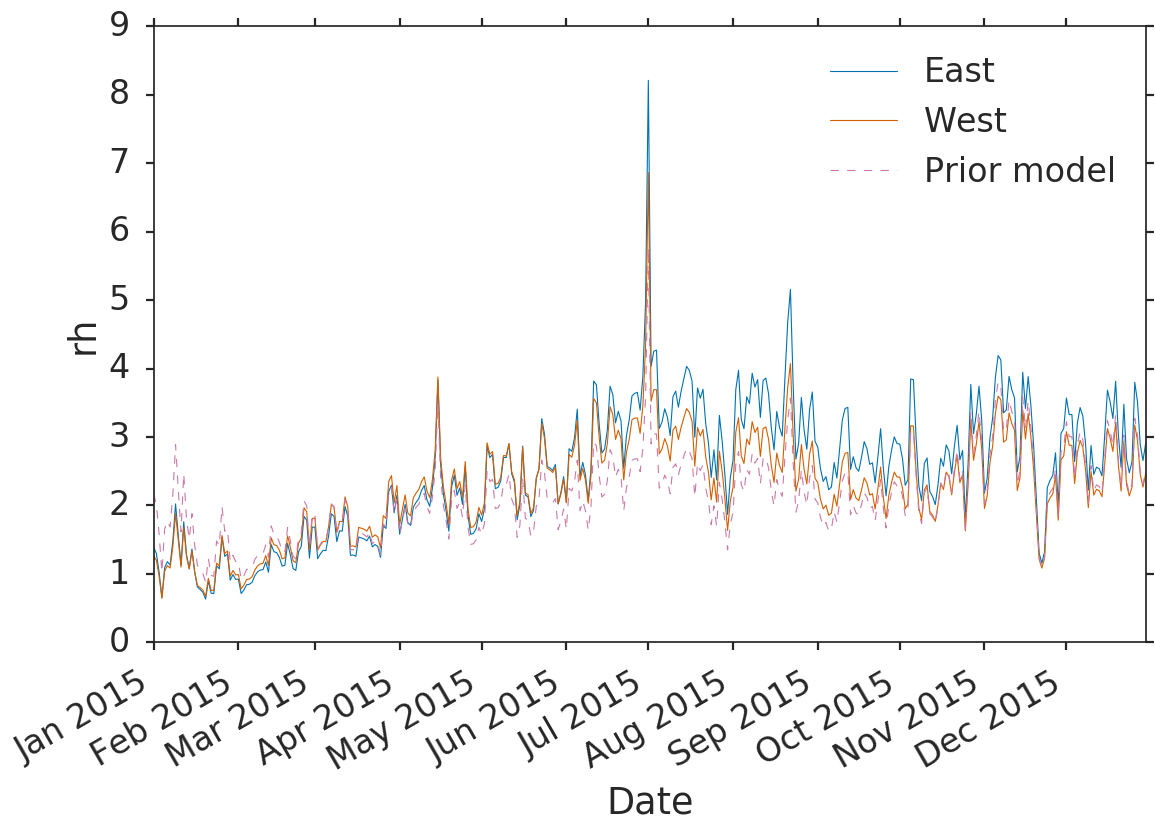 9
8
7
6
5
4
3
2
1
0
rh
East
West
Prior model
Jan 2015
Feb 2015
Mar 2015
Apr 2015
May 2015
Jun 2015
Jul 2015
Aug 2015
Sep 2015
Oct 2015
Nov 2015
Dec 2015
Date